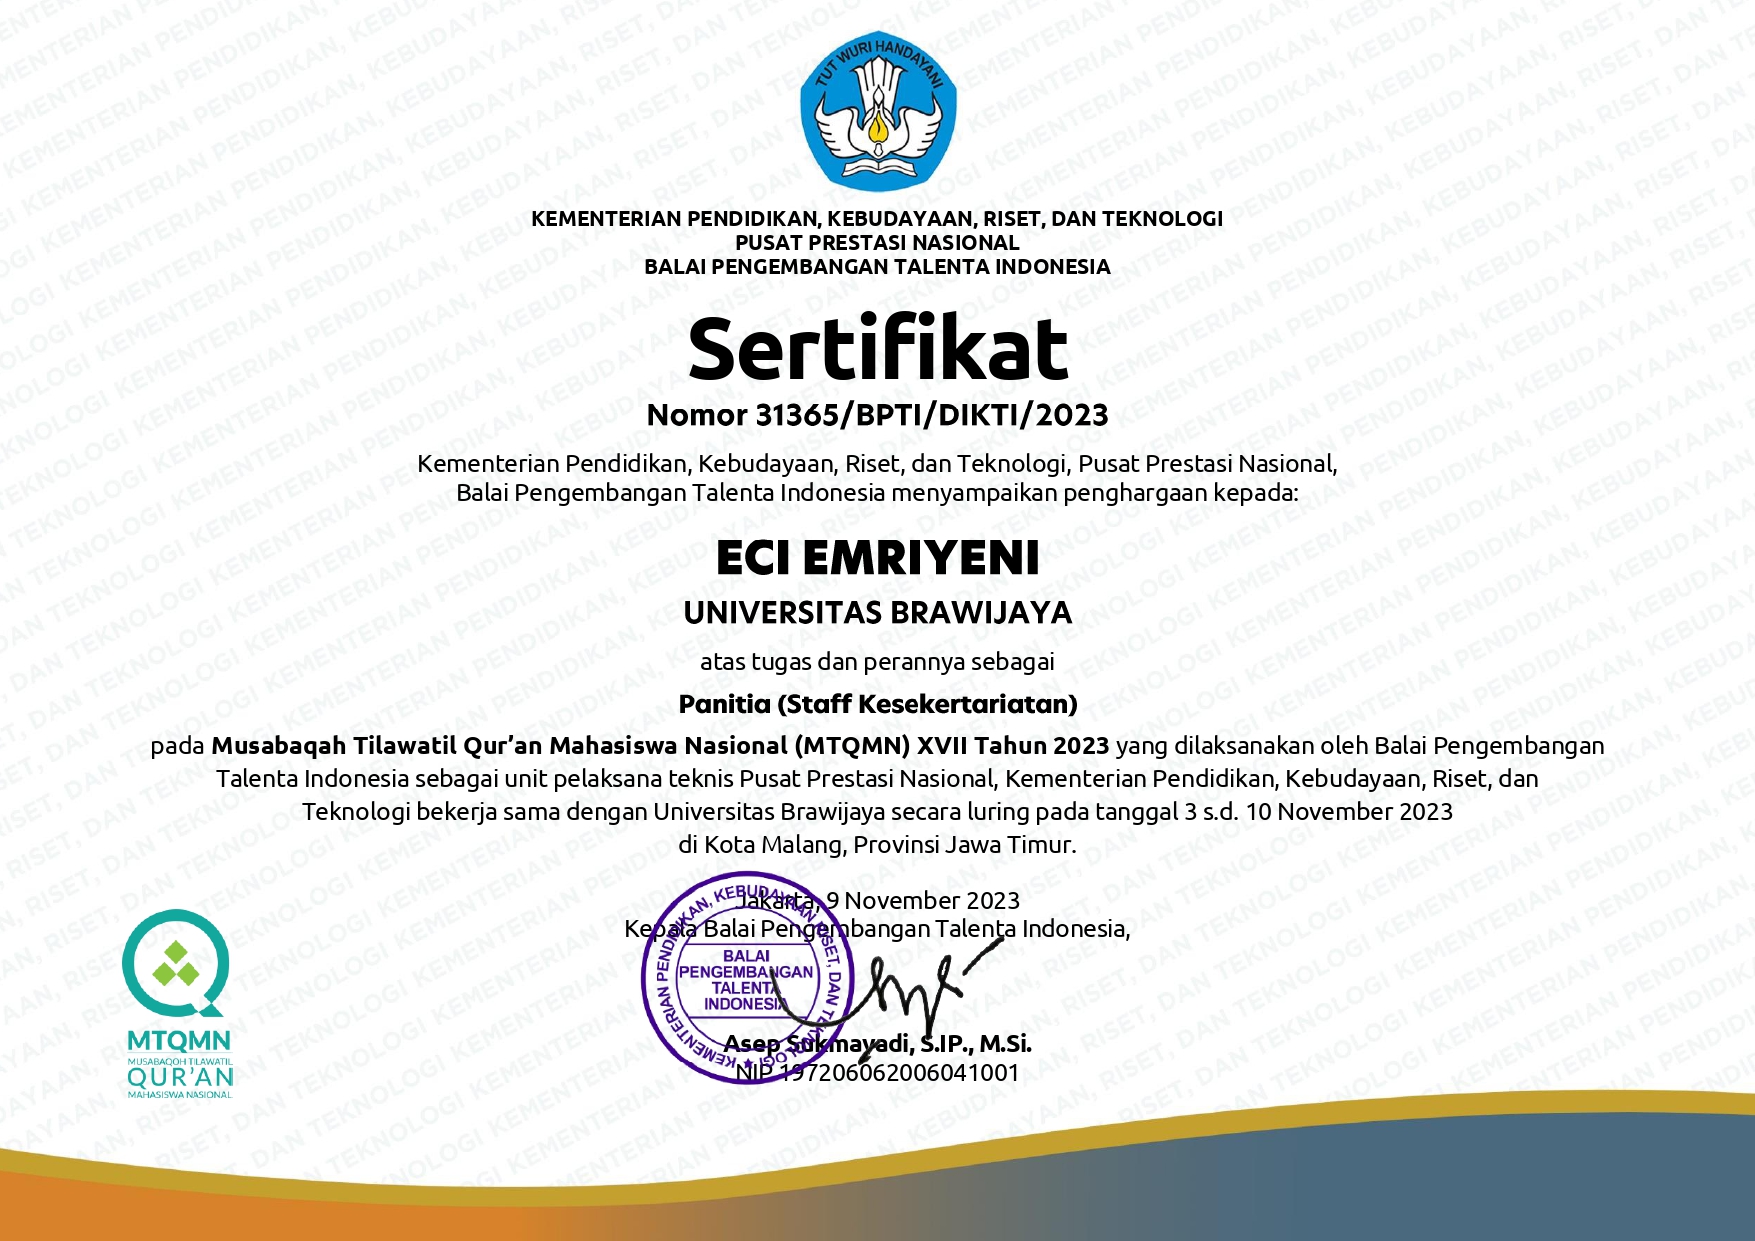 TUT WURI HANDAYANI
KEMENTERIAN PENDIDIKAN, KEBUDAYAAN, RISET, DAN TEKNOLOGI
PUSAT PRESTASI NASIONAL
BALAI PENGEMBANGAN TALENTA INDONESIA
Sertifikat
Nomor 31365/BPTI/DIKTI/2023
Kementerian Pendidikan, Kebudayaan, Riset, dan Teknologi, Pusat Prestasi Nasional,
Balai Pengembangan Talenta Indonesia menyampaikan penghargaan kepada:
ECI EMRIYENI
UNIVERSITAS BRAWIJAYA
atas tugas dan perannya sebagai
Panitia (Staff Kesekertariatan)
pada Musabaqah Tilawatil Qur’an Mahasiswa Nasional (MTQMN) XVII Tahun 2023 yang dilaksanakan oleh Balai Pengembangan
Talenta Indonesia sebagai unit pelaksana teknis Pusat Prestasi Nasional, Kementerian Pendidikan, Kebudayaan, Riset, dan
Teknologi bekerja sama dengan Universitas Brawijaya secara luring pada tanggal 3 s.d. 10 November 2023
di Kota Malang, Provinsi Jawa Timur.
Jakarta, 9 November 2023
Kepala Balai Pengembangan Talenta Indonesia,
KEMENTERIAN PENDIDIKAN, KEBUDAYAAN RISET, DAN TEKNOLOGI
BALAI
PENGEMBANGAN
TALENTA
INDONESIA
Asep Sukmayadi, S.IP., M.Si.
NIP 197206062006041001
MTQMN
MUSABAQOH TILAWATIL
QUR’AN
MAHASISWA NASIONAL